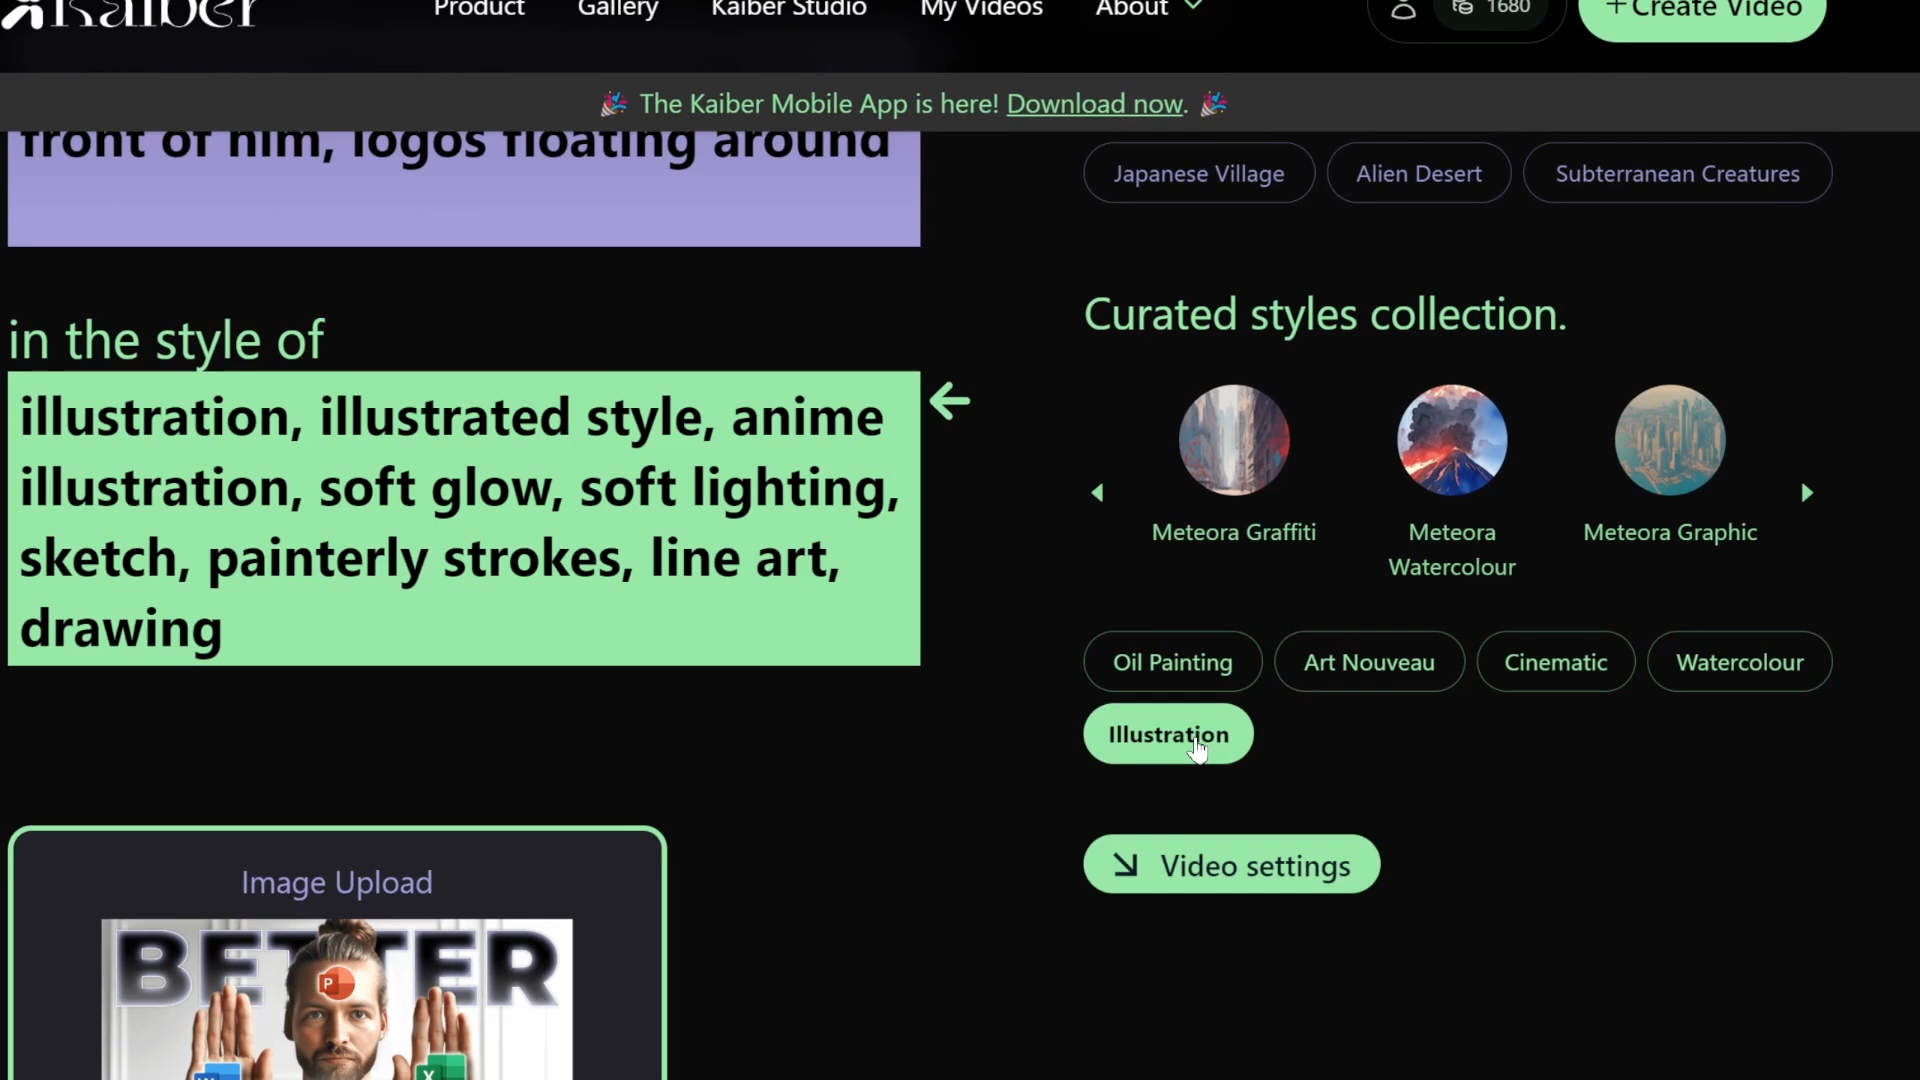 Kaiber
Product
Gallery
Kaiber Studio
My Videos
About
1680
+ Create Video
The Kaiber Mobile App is here! Download now.
front of him, logos floating around
Japanese Village
Alien Desert
Subterranean Creatures
in the style of
illustration, illustrated style, anime
illustration, soft glow, soft lighting,
sketch, painterly strokes, line art,
drawing
Curated styles collection.
Meteora Graffiti
Meteora
Watercolour
Meteora Graphic
Oil Painting
Art Nouveau
Cinematic
Watercolour
Illustration
Video settings
Image Upload
BETTER
P
W
X